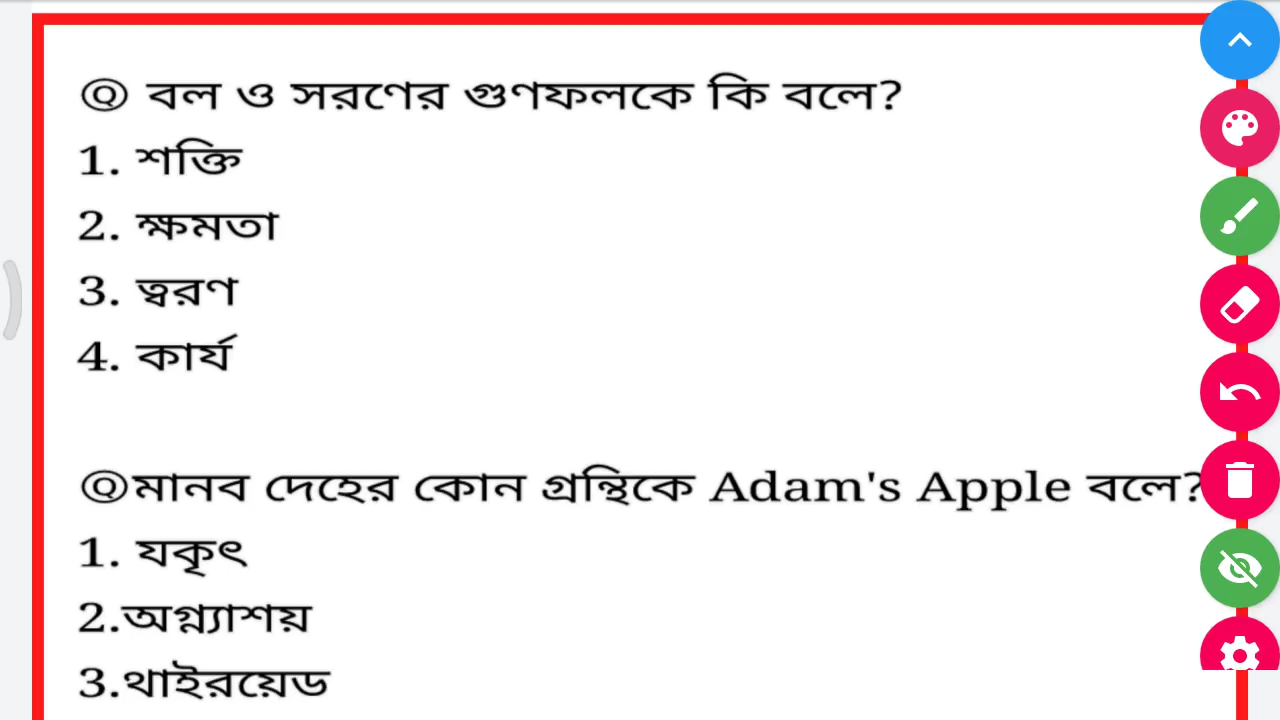 Ⓠ বল ও সরণের গুণফলকে কি বলে?
1. শক্তি
2. ক্ষমতা
3. ত্বরণ
4. কার্য
Ⓠমানব দেহের কোন গ্রন্থিকে Adam's Apple বলে?
1. যকৃৎ
2.অগ্ন্যাশয়
3.থাইরয়েড